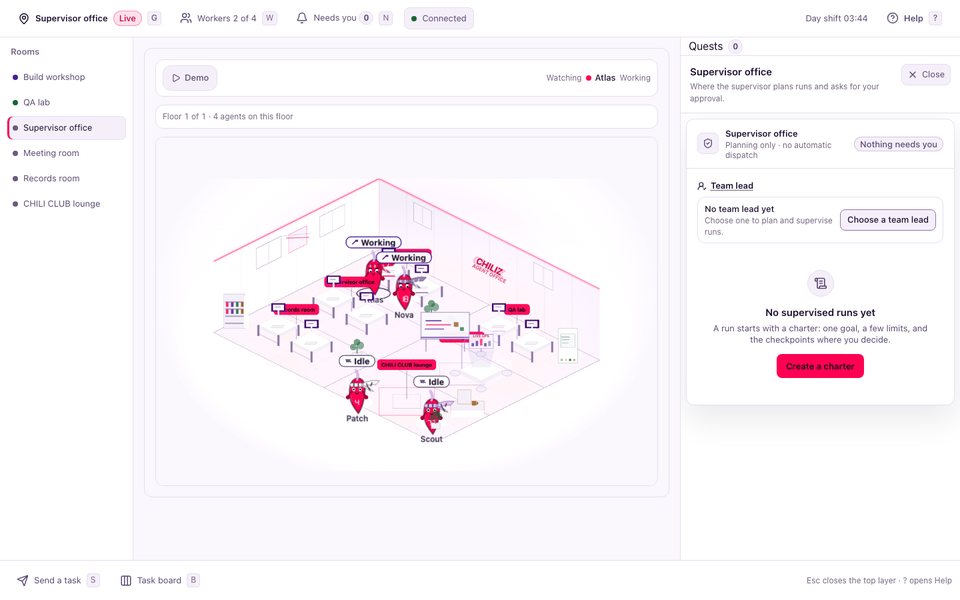 Supervisor office Live G Workers 2 of 4 W Needs you 0 N Connected Day shift 03:44 Help ?
Rooms
Build workshop
QA lab
Supervisor office
Meeting room
Records room
CHILI CLUB lounge
Demo
Watching Atlas Working
Floor 1 of 1 · 4 agents on this floor
Working
Working
CHILIZ
AGENT OFFICE
Nova
QA lab
Idle
CHILI CLUB lounge
Idle
Patch
Scout
Quests 0
Supervisor office
Close
Where the supervisor plans runs and asks for your
approval.
Supervisor office
Planning only · no automatic
dispatch
Nothing needs you
Team lead
No team lead yet
Choose one to plan and supervise
runs.
Choose a team lead
No supervised runs yet
A run starts with a charter: one goal, a few limits, and
the checkpoints where you decide.
Create a charter
Send a task S Task board B Esc closes the top layer · ? opens Help